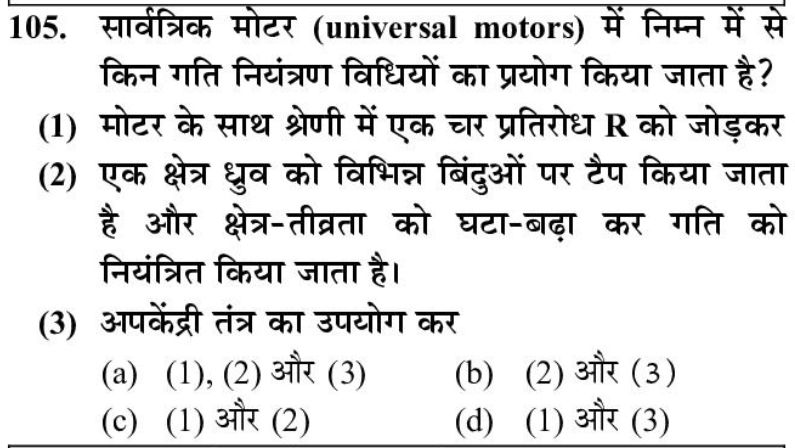 105. सार्वत्रिक मोटर (universal motors) में निम्न में से
किन गति नियंत्रण विधियों का प्रयोग किया जाता है?
(1) मोटर के साथ श्रेणी में एक चर प्रतिरोध R को जोड़कर
(2) एक क्षेत्र ध्रुव को विभिन्न बिंदुओं पर टैप किया जाता
है और क्षेत्र-तीव्रता को घटा-बढ़ा कर गति को
नियंत्रित किया जाता है।
(3) अपकेंद्री तंत्र का उपयोग कर
(a) (1), (2) और (3) (b) (2) और (3)
(c) (1) और (2) (d) (1) और (3)